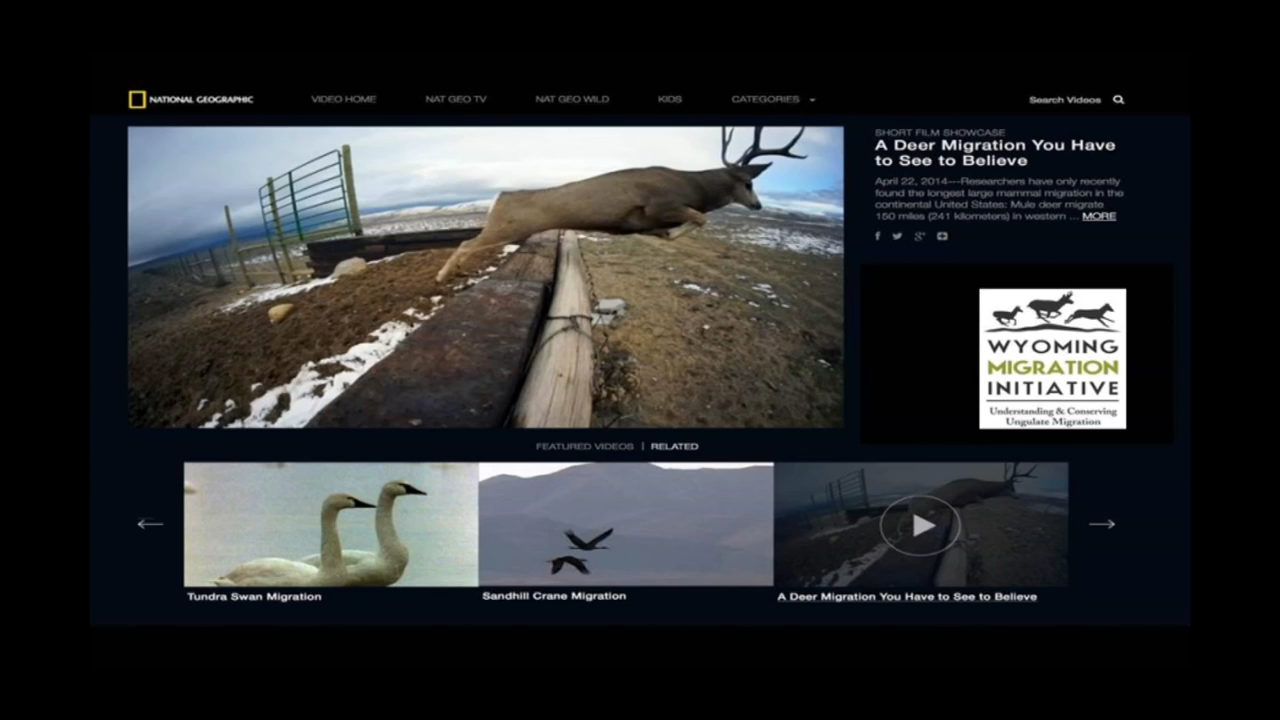 NATIONAL GEOGRAPHIC
VIDEO HOME
NAT GEO TV
NAT GEO WILD
KIDS
CATEGORIES
Search Videos
SHORT FILM SHOWCASE
A Deer Migration You Have
to See to Believe
April 22, 2014---Researchers have only recently
found the longest large mammal migration in the
continental United States: Mule deer migrate
150 miles (241 kilometers) in western ... MORE
f g+
WYOMING
MIGRATION
INITIATIVE
Understanding & Conserving
Ungulate Migration
FEATURED VIDEOS | RELATED
Tundra Swan Migration
Sandhill Crane Migration
A Deer Migration You Have to See to Believe